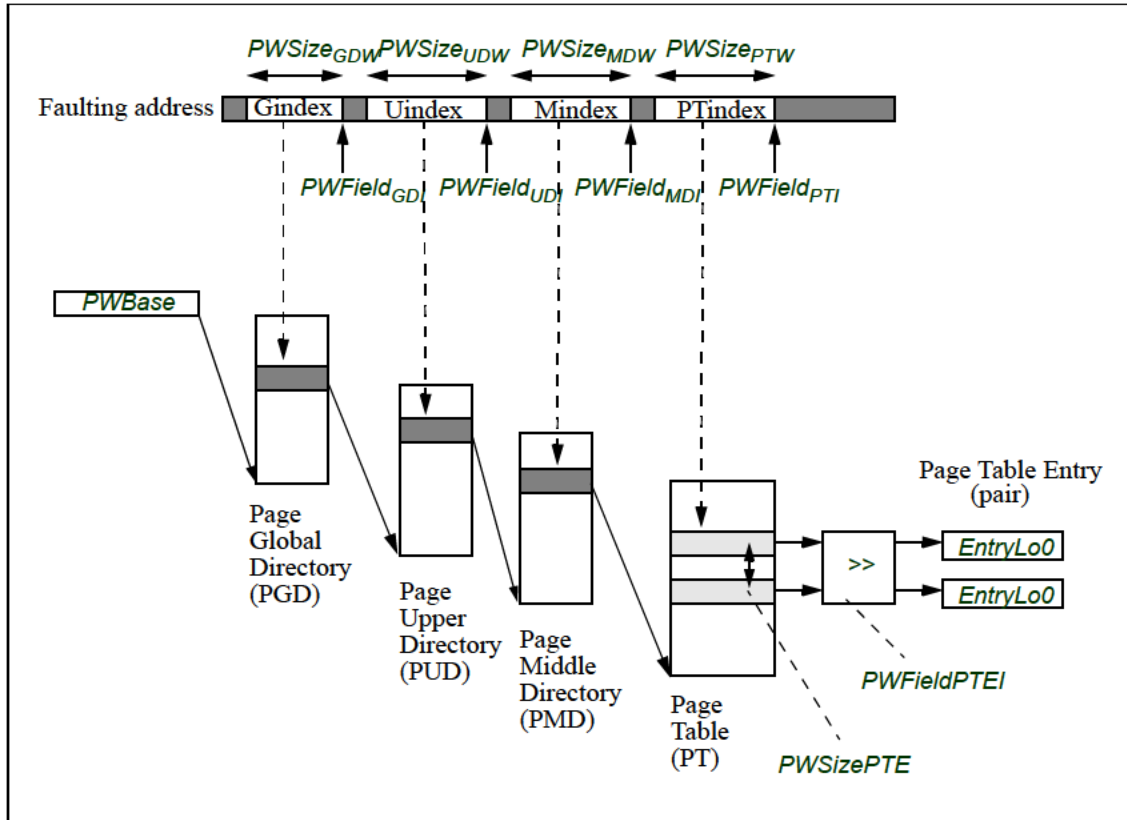 PWSizeGDW PWSizeUDW PWSizeMDW PWSizePTW
Faulting address Gindex Uindex Mindex PTindex
PWFieldGDI PWFieldUDI PWFieldMDI PWFieldPTI
PWBase
Page
Global
Directory
(PGD)
Page
Upper
Directory
(PUD)
Page
Middle
Directory
(PMD)
Page
Table
(PT)
Page Table Entry
(pair)
>>
EntryLo0
EntryLo0
PWFieldPTEI
PWSizePTE